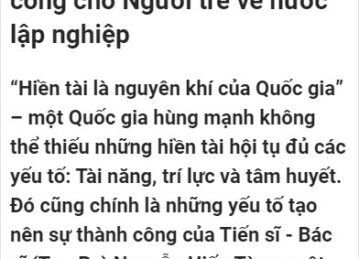 công cho Người trẻ về nước
lập nghiệp
“Hiền tài là nguyên khí của Quốc gia”
– một Quốc gia hùng mạnh không
thể thiếu những hiền tài hội tụ đủ các
yếu tố: Tài năng, trí lực và tâm huyết.
Đó cũng chính là những yếu tố tạo
nên sự thành công của Tiến sĩ - Bác